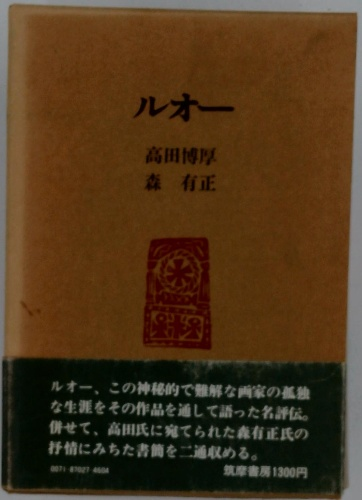 ルオー
高田博厚
森 有正
ルオー、この神秘的で難解な画家の孤独
な生涯をその作品を通して語った名評伝。
併せて、高田氏に宛てられた森有正氏の
抒情にみちた書簡を二通収める。
0071 87027 4604 筑摩書房1300円